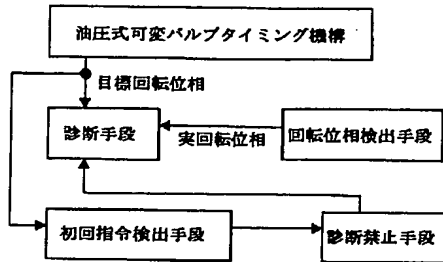 油圧式可変バルブタイミング機構
目標回転位相
診断手段
実回転位相
回転位相検出手段
初回指令検出手段
診断禁止手段